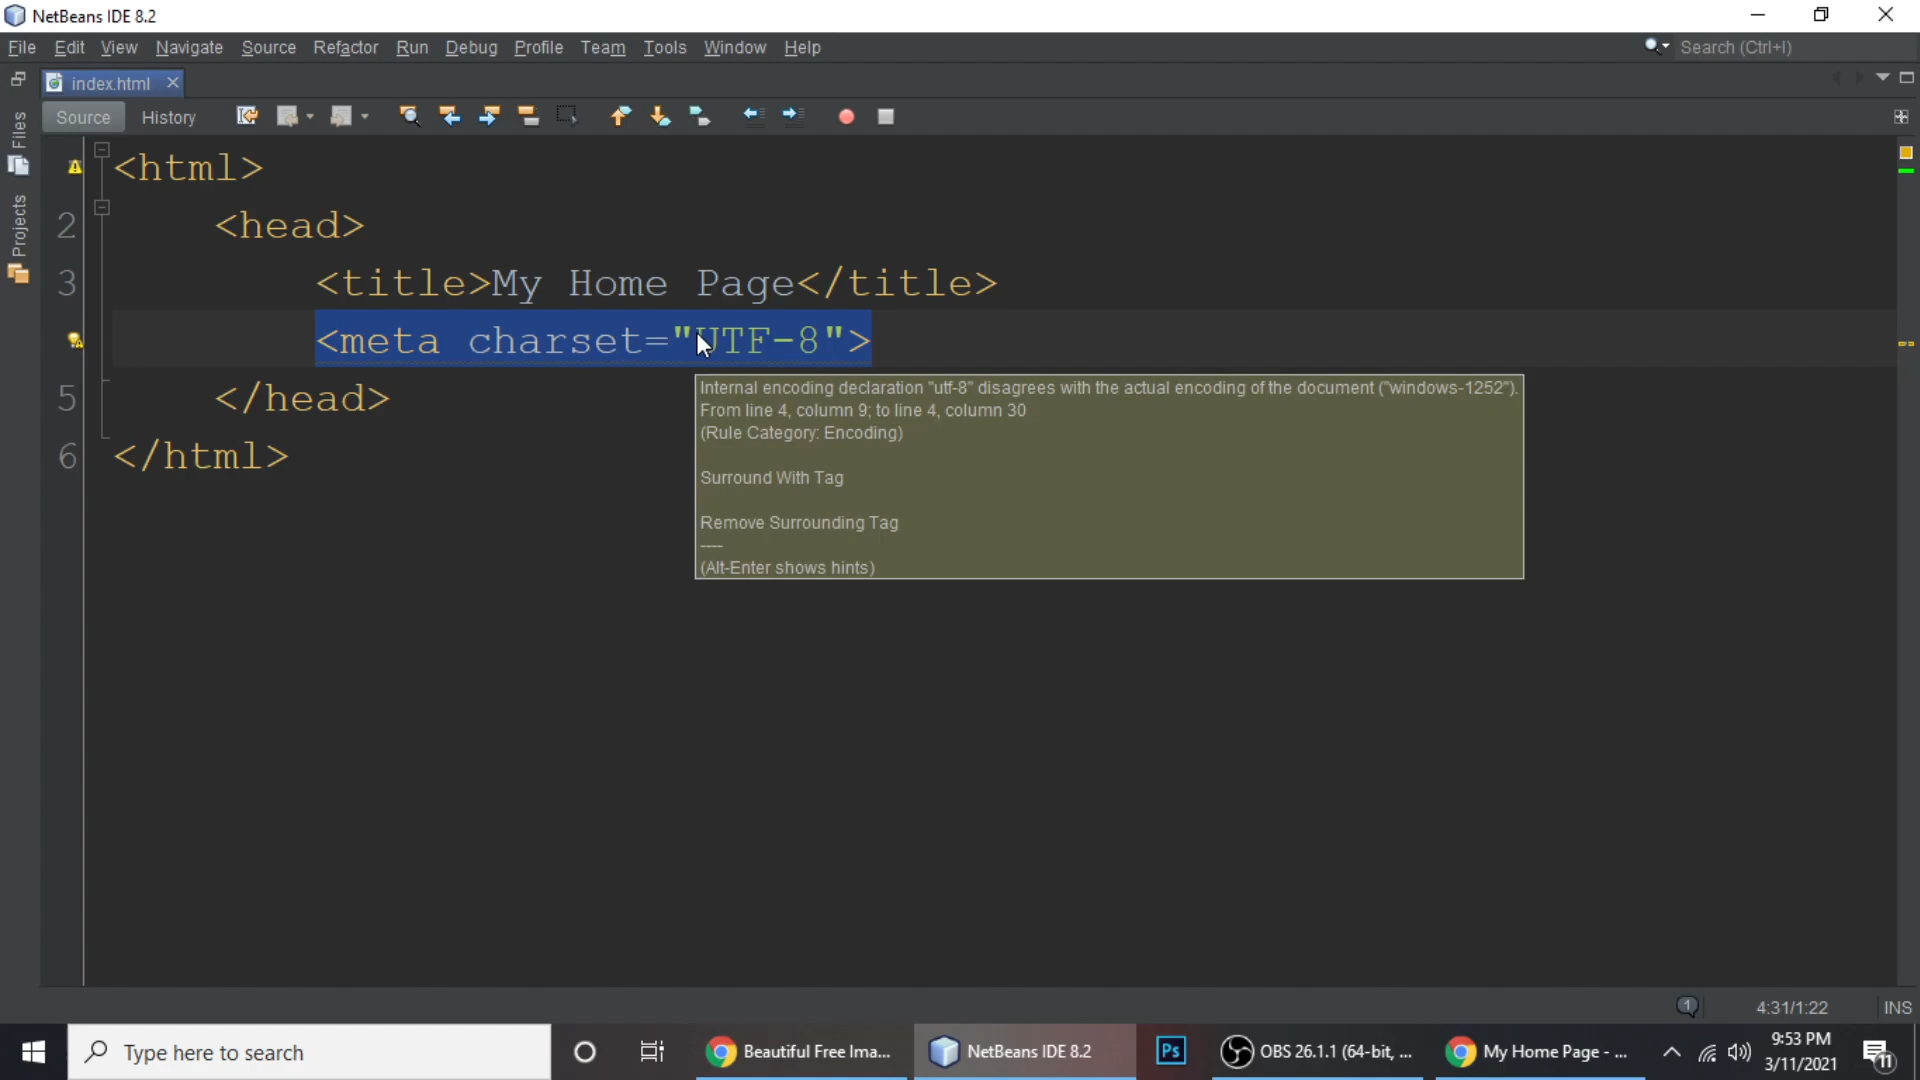 NetBeans IDE 8.2
File Edit View Navigate Source Refactor Run Debug Profile Team Tools Window Help
Search (Ctrl+I)
index.html
Source History
Files
Projects
<html>
2 <head>
3 <title>My Home Page</title>
<meta charset="UTF-8">
5 </head>
6 </html>
Internal encoding declaration "utf-8" disagrees with the actual encoding of the document ("windows-1252").
From line 4, column 9; to line 4, column 30
(Rule Category: Encoding)
Surround With Tag
Remove Surrounding Tag
----
(Alt-Enter shows hints)
1 4:31/1:22 INS
Type here to search
Beautiful Free Ima...
NetBeans IDE 8.2
Ps
OBS 26.1.1 (64-bit, ...
My Home Page - ...
9:53 PM
3/11/2021
11